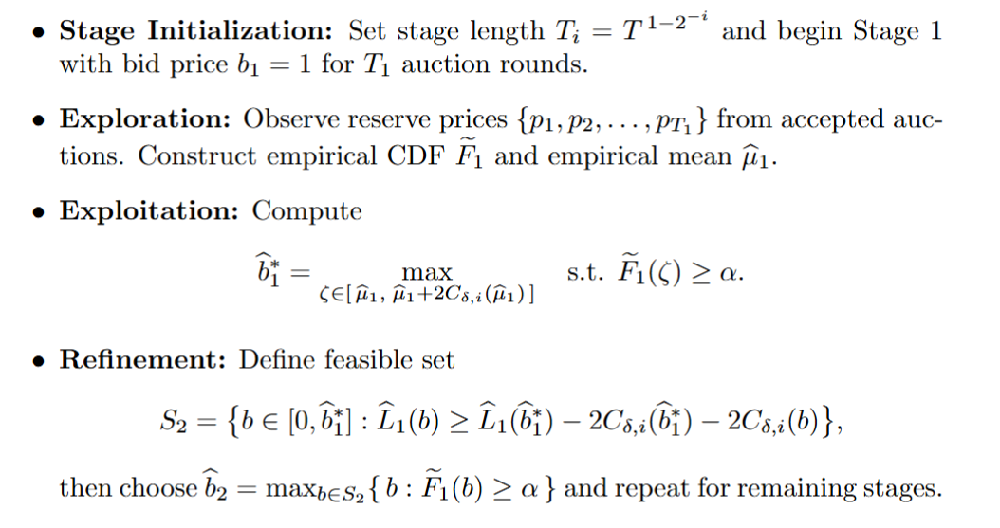 • Stage Initialization: Set stage length $T_i = T^{1-2^{-i}}$ and begin Stage 1
with bid price $b_1 = 1$ for $T_1$ auction rounds.
• Exploration: Observe reserve prices $\{p_1, p_2, \ldots, p_{T_1}\}$ from accepted auc-
tions. Construct empirical CDF $\widetilde{F}_1$ and empirical mean $\widehat{\mu}_1$.
• Exploitation: Compute
$\widehat{b}_1^* = \max_{\zeta \in [\widehat{\mu}_1, \widehat{\mu}_1 + 2C_{\delta,i}(\widehat{\mu}_1)]} \quad \text{s.t. } \widetilde{F}_1(\zeta) \geq \alpha.$
• Refinement: Define feasible set
$S_2 = \{b \in [0, \widehat{b}_1^*] : \widehat{L}_1(b) \geq \widehat{L}_1(\widehat{b}_1^*) - 2C_{\delta,i}(\widehat{b}_1^*) - 2C_{\delta,i}(b)\},$
then choose $\widehat{b}_2 = \max_{b \in S_2}\{b : \widetilde{F}_1(b) \geq \alpha\}$ and repeat for remaining stages.